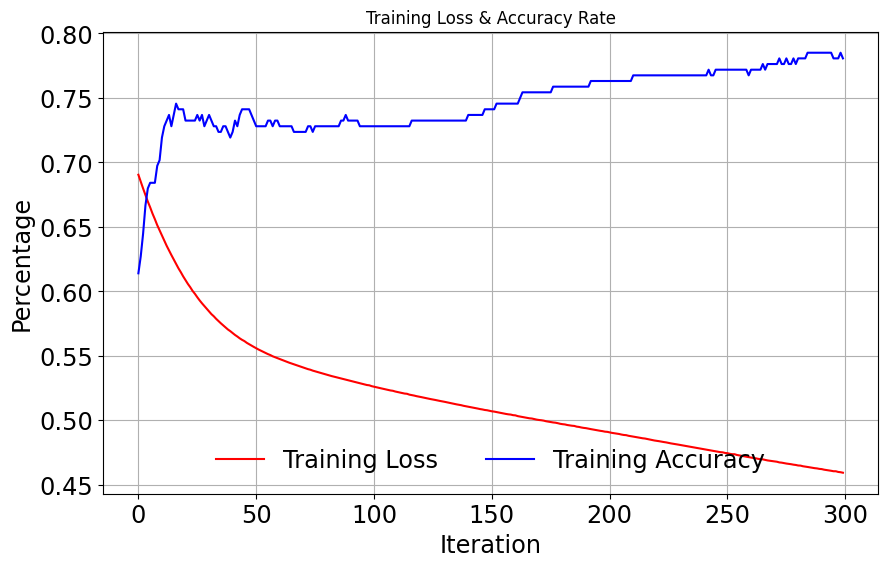 Training Loss & Accuracy Rate
0.80
0.75
0.70
0.65
0.60
0.55
0.50
0.45
Percentage
Training Loss
Training Accuracy
0 50 100 150 200 250 300
Iteration